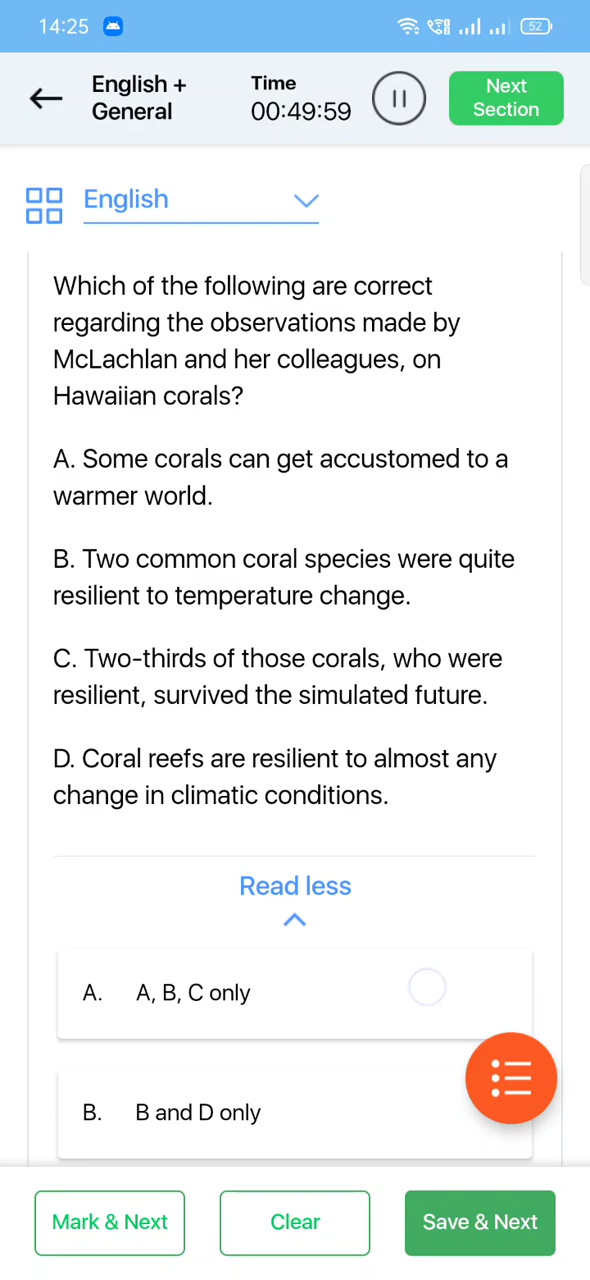 14:25
52
English + Time Next
General 00:49:59 Section
English
Which of the following are correct
regarding the observations made by
McLachlan and her colleagues, on
Hawaiian corals?
A. Some corals can get accustomed to a
warmer world.
B. Two common coral species were quite
resilient to temperature change.
C. Two-thirds of those corals, who were
resilient, survived the simulated future.
D. Coral reefs are resilient to almost any
change in climatic conditions.
Read less
A. A, B, C only
B. B and D only
Mark & Next Clear Save & Next